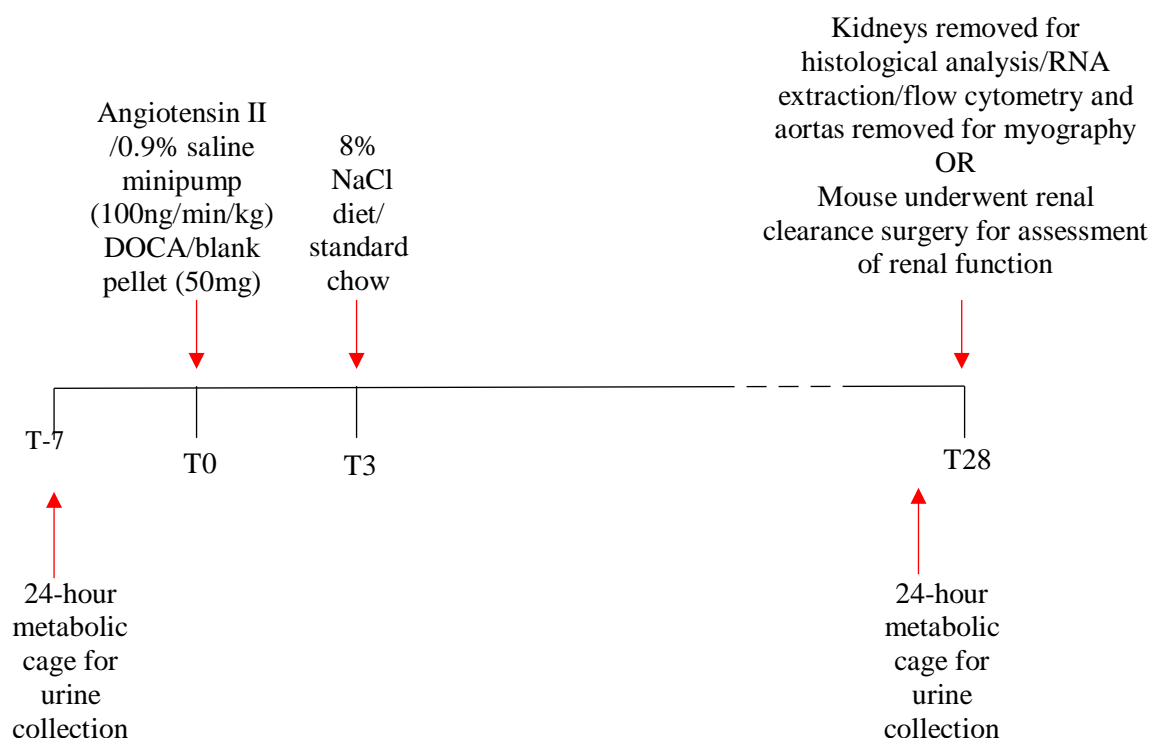 Angiotensin II
/0.9% saline
minipump
(100ng/min/kg)
DOCA/blank
pellet (50mg)
8%
NaCl
diet/
standard
chow
Kidneys removed for
histological analysis/RNA
extraction/flow cytometry and
aortas removed for myography
OR
Mouse underwent renal
clearance surgery for assessment
of renal function
T-7
T0
T3
T28
24-hour
metabolic
cage for
urine
collection
24-hour
metabolic
cage for
urine
collection